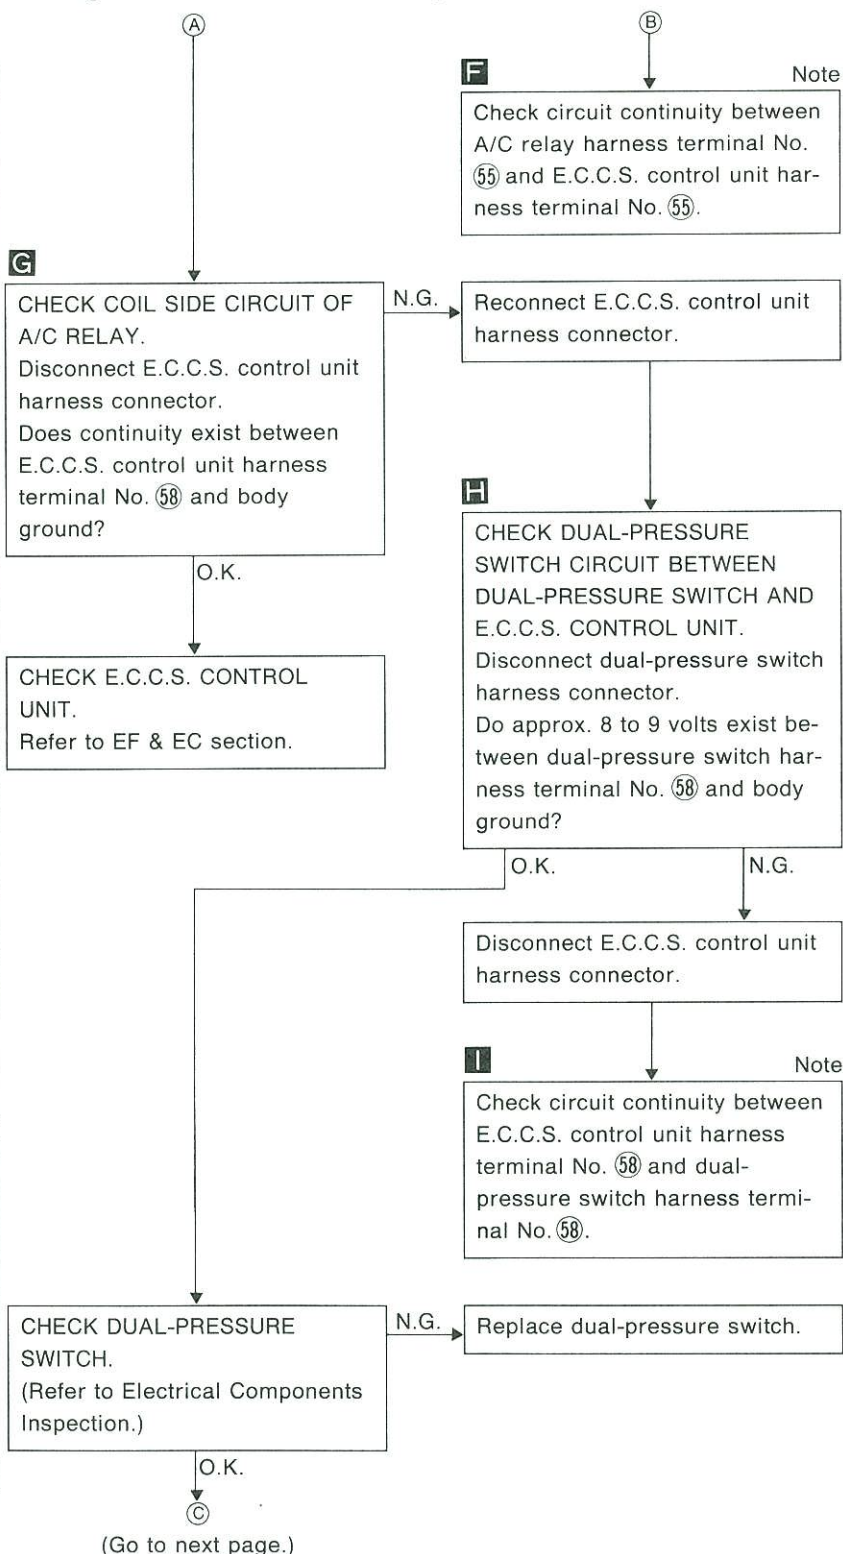 Ⓐ
Ⓑ
F
Note
Check circuit continuity between
A/C relay harness terminal No.
㊺ and E.C.C.S. control unit har-
ness terminal No. ㊺.
G
CHECK COIL SIDE CIRCUIT OF
A/C RELAY.
Disconnect E.C.C.S. control unit
harness connector.
Does continuity exist between
E.C.C.S. control unit harness
terminal No. (58) and body
ground?
N.G.
Reconnect E.C.C.S. control unit
harness connector.
O.K.
CHECK E.C.C.S. CONTROL
UNIT.
Refer to EF & EC section.
H
CHECK DUAL-PRESSURE
SWITCH CIRCUIT BETWEEN
DUAL-PRESSURE SWITCH AND
E.C.C.S. CONTROL UNIT.
Disconnect dual-pressure switch
harness connector.
Do approx. 8 to 9 volts exist be-
tween dual-pressure switch har-
ness terminal No. (58) and body
ground?
O.K.
N.G.
Disconnect E.C.C.S. control unit
harness connector.
I
Note
Check circuit continuity between
E.C.C.S. control unit harness
terminal No. (58) and dual-
pressure switch harness termi-
nal No. (58).
CHECK DUAL-PRESSURE
SWITCH.
(Refer to Electrical Components
Inspection.)
N.G.
Replace dual-pressure switch.
O.K.
Ⓒ
(Go to next page.)